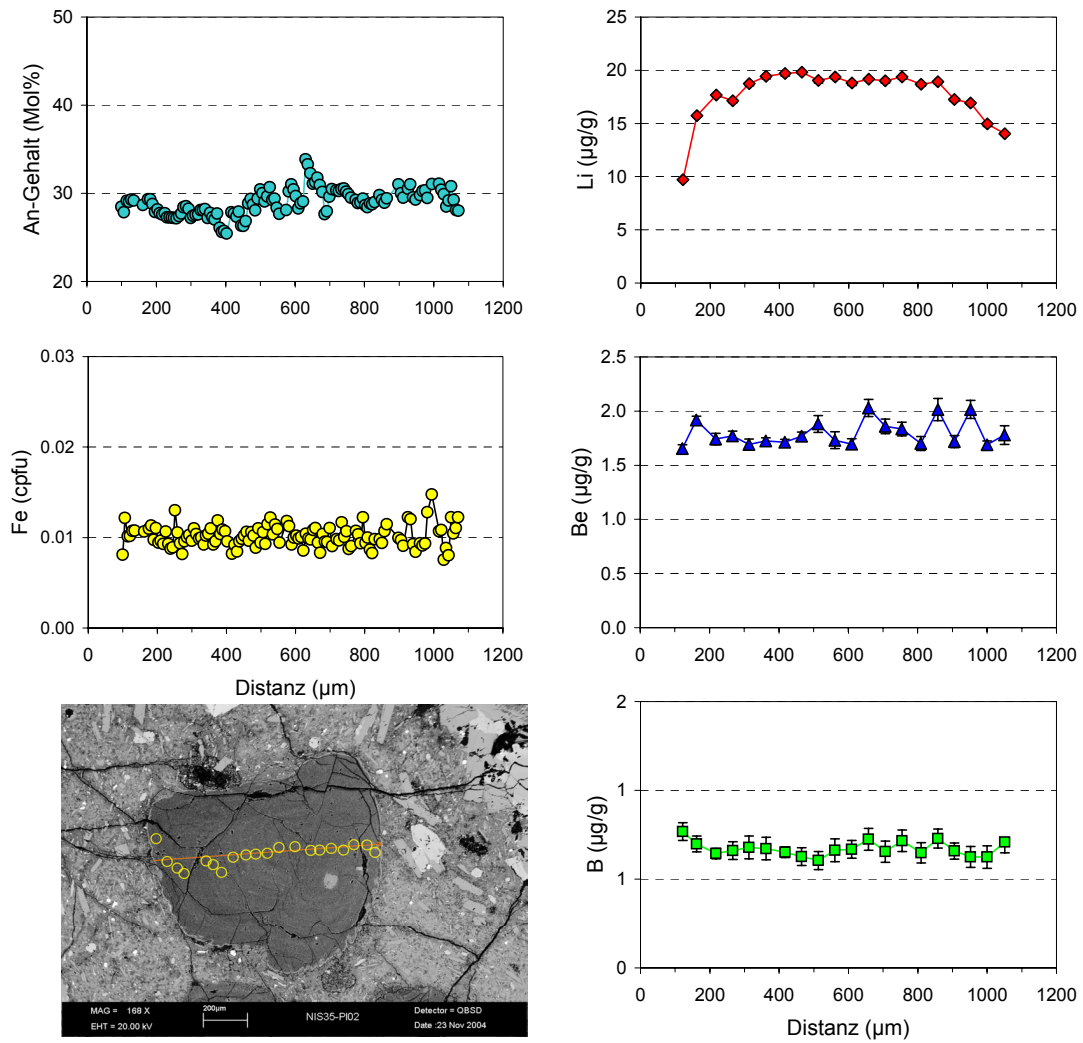 50
40
30
20
An-Gehalt (Mol%)
0 200 400 600 800 1000 1200
25
20
15
10
5
0
Li (µg/g)
0 200 400 600 800 1000 1200
0.03
0.02
0.01
0.00
Fe (cpfu)
0 200 400 600 800 1000 1200
Distanz (µm)
2.5
2.0
1.5
1.0
0.5
0.0
Be (µg/g)
0 200 400 600 800 1000 1200
MAG = 168 X
EHT = 20.00 kV
200µm
NIS35-Pl02
Detector = QBSD
Date :23 Nov 2004
2
1
1
0
B (µg/g)
0 200 400 600 800 1000 1200
Distanz (µm)